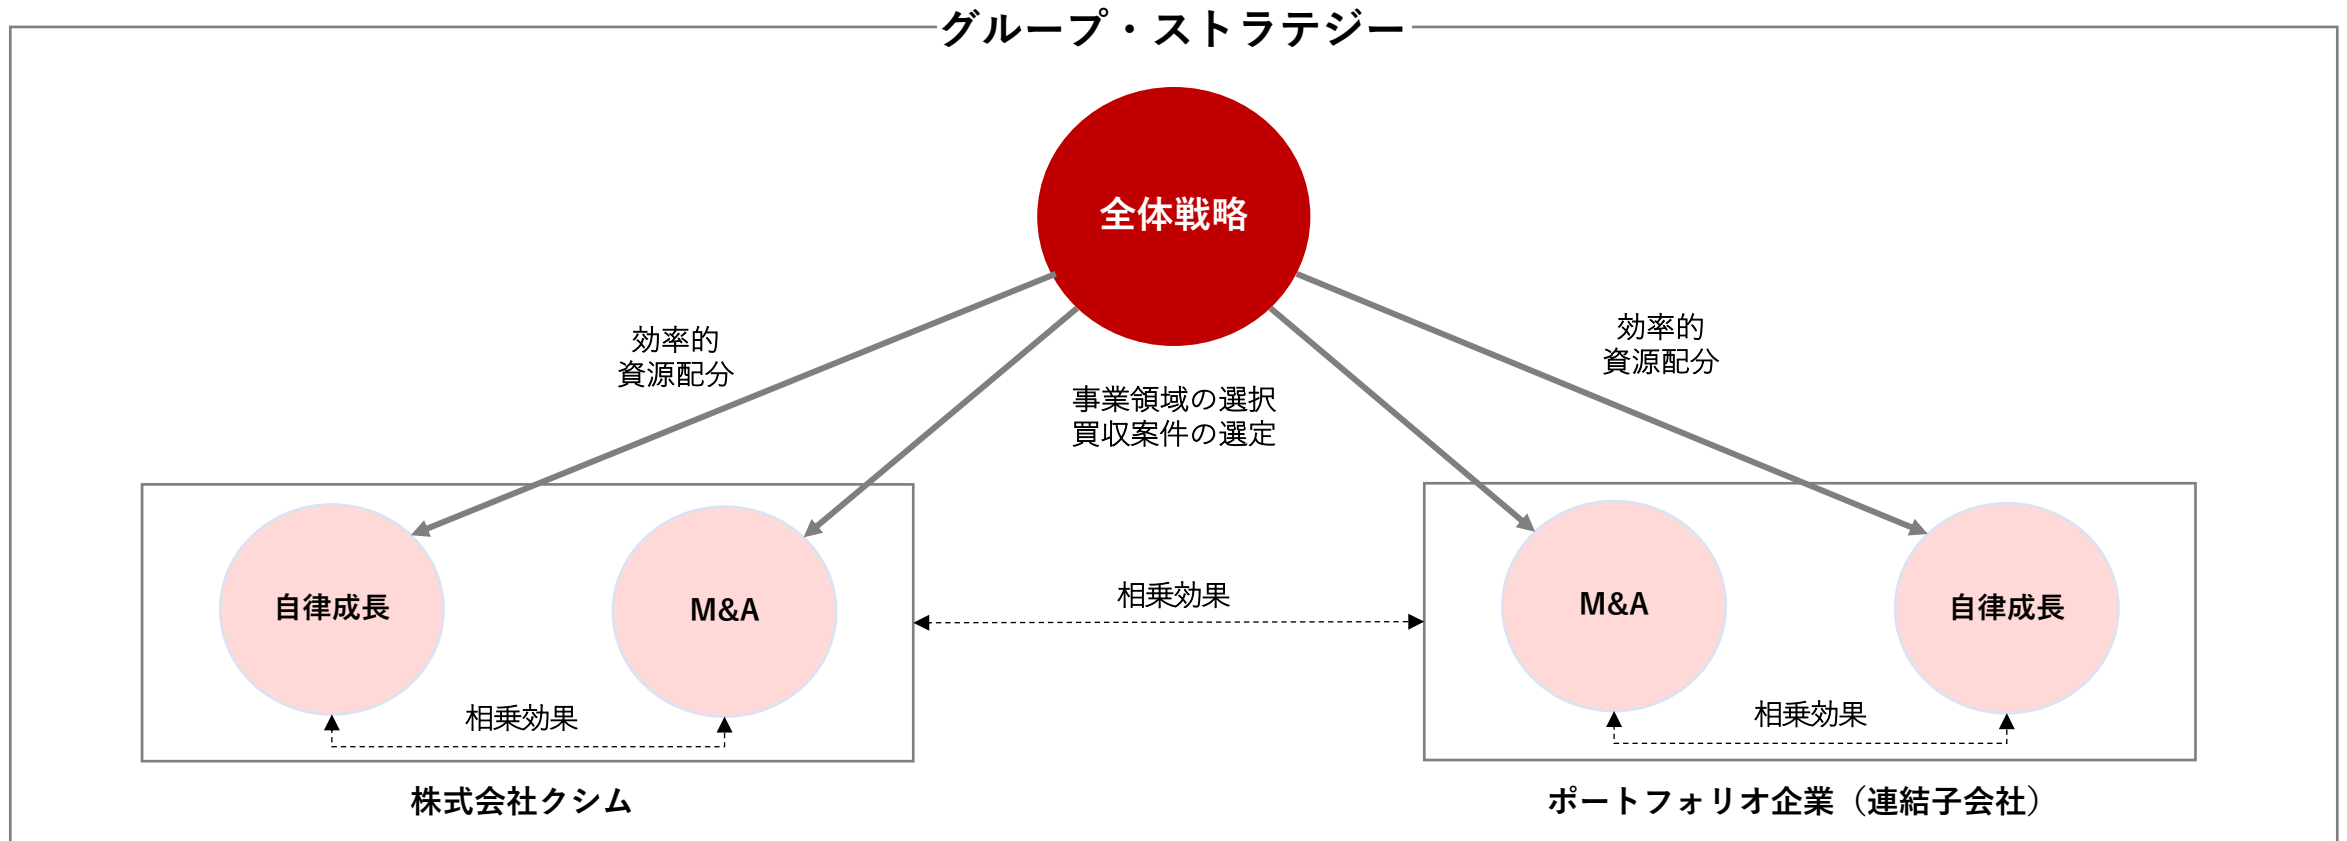 グループ・ストラテジー
全体戦略
効率的
資源配分
効率的
資源配分
事業領域の選択
買収案件の選定
自律成長
M&A
相乗効果
M&A
自律成長
相乗効果
相乗効果
株式会社クシム
ポートフォリオ企業（連結子会社）